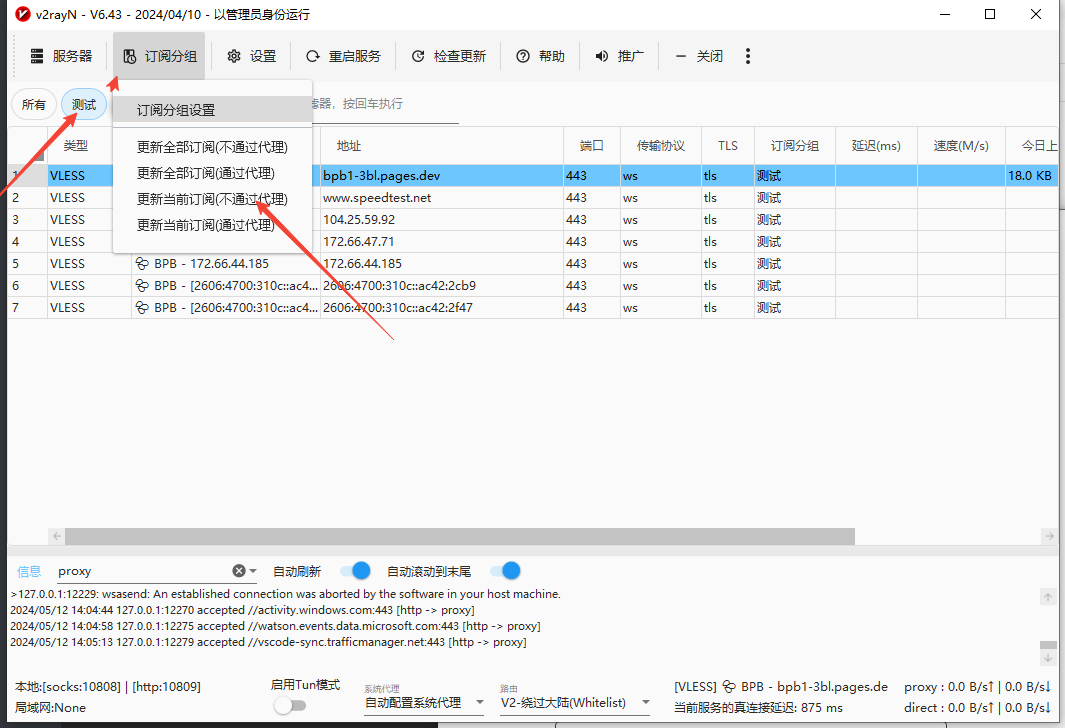 v2rayN - V6.43 - 2024/04/10 - 以管理员身份运行
服务器 订阅分组 设置 重启服务 检查更新 帮助 推广 关闭
所有 测试 滤器，按回车执行
订阅分组设置
更新全部订阅(不通过代理)
更新全部订阅(通过代理)
更新当前订阅(不通过代理)
更新当前订阅(通过代理)
类型 地址 端口 传输协议 TLS 订阅分组 延迟(ms) 速度(M/s) 今日上
1 VLESS bpb1-3bl.pages.dev 443 ws tls 测试 18.0 KB
2 VLESS www.speedtest.net 443 ws tls 测试
3 VLESS 104.25.59.92 443 ws tls 测试
4 VLESS 172.66.47.71 443 ws tls 测试
5 VLESS BPB - 172.66.44.185 172.66.44.185 443 ws tls 测试
6 VLESS BPB - [2606:4700:310c::ac4... 2606:4700:310c::ac42:2cb9 443 ws tls 测试
7 VLESS BPB - [2606:4700:310c::ac4... 2606:4700:310c::ac42:2f47 443 ws tls 测试
信息 proxy 自动刷新 自动滚动到末尾
>127.0.0.1:12229: wsasend: An established connection was aborted by the software in your host machine.
2024/05/12 14:04:44 127.0.0.1:12270 accepted //activity.windows.com:443 [http -> proxy]
2024/05/12 14:04:58 127.0.0.1:12275 accepted //watson.events.data.microsoft.com:443 [http -> proxy]
2024/05/12 14:05:13 127.0.0.1:12279 accepted //vscode-sync.trafficmanager.net:443 [http -> proxy]
本地:[socks:10808] | [http:10809]
局域网:None
启用Tun模式
系统代理
自动配置系统代理
路由
V2-绕过大陆(Whitelist)
[VLESS] BPB - bpb1-3bl.pages.de
当前服务的真连接延迟: 875 ms
proxy : 0.0 B/s↑ | 0.0 B/s↓
direct : 0.0 B/s↑ | 0.0 B/s↓